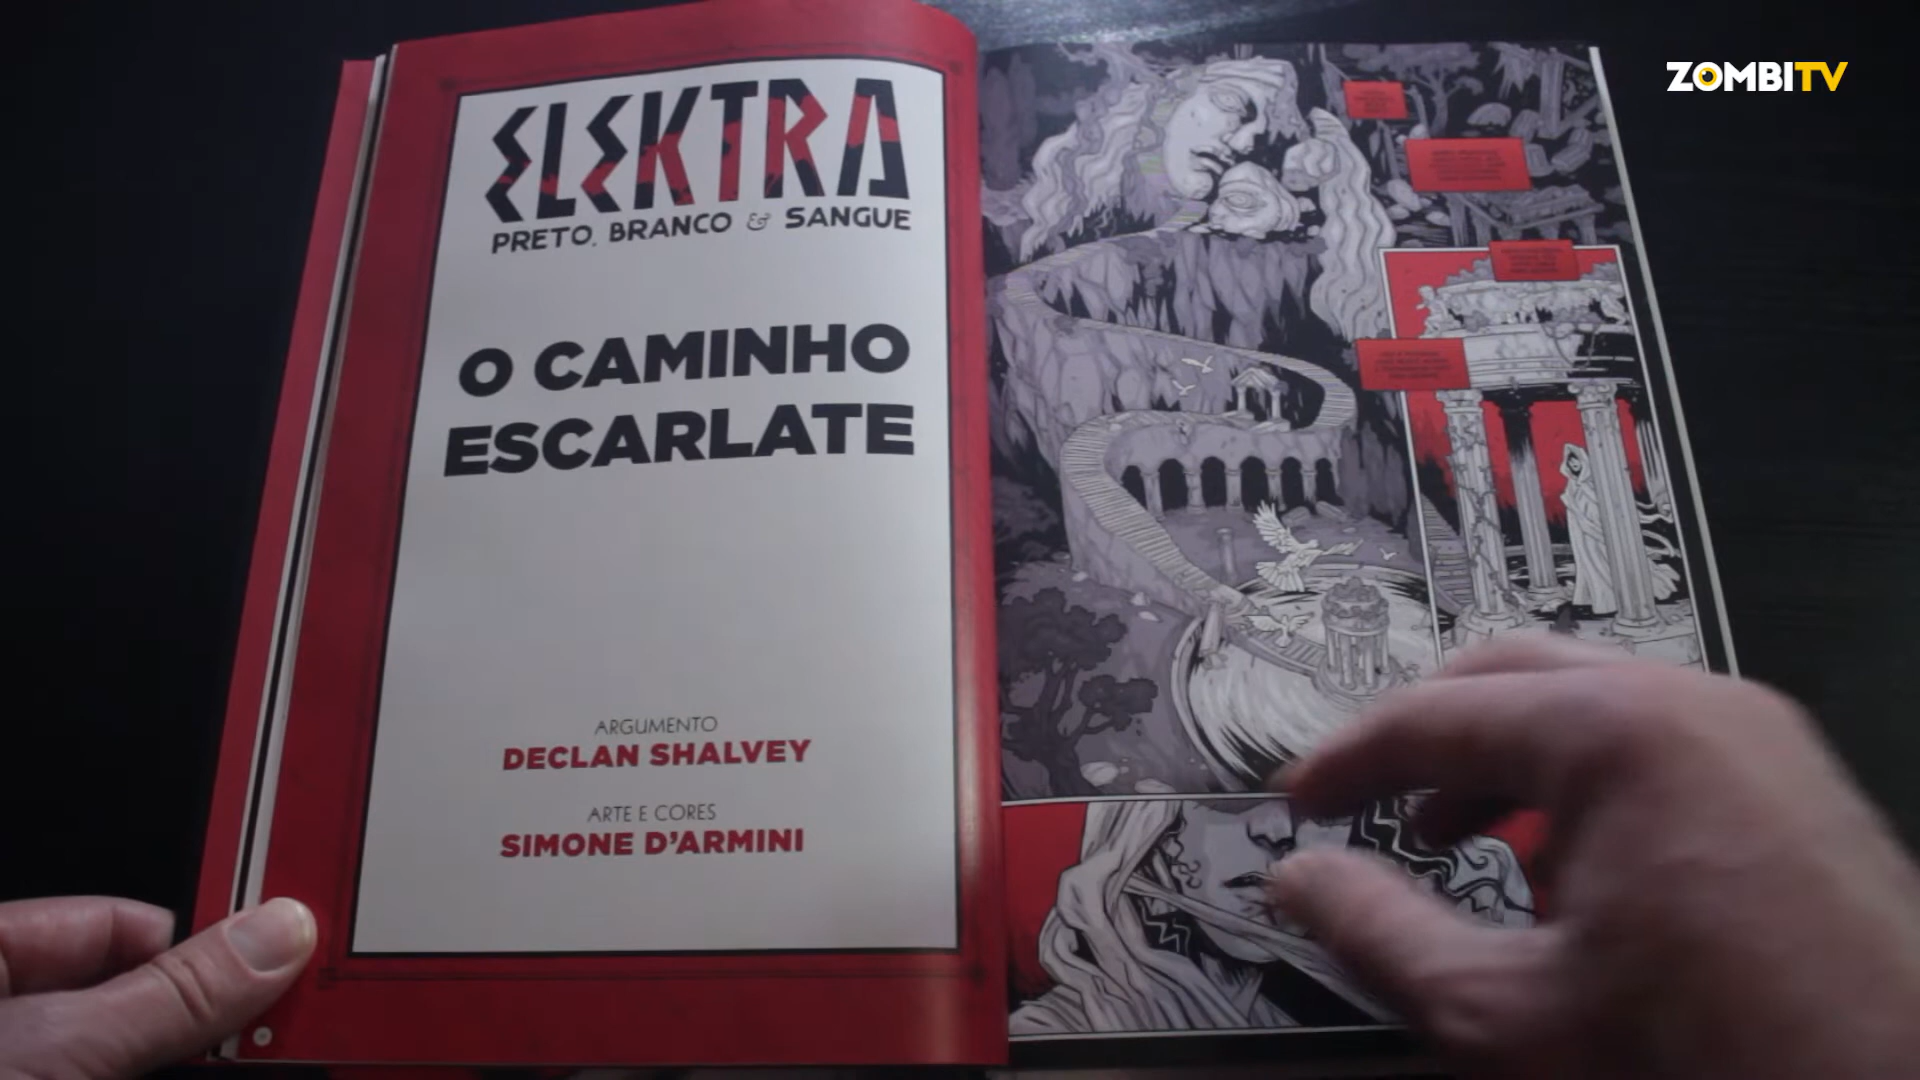 ZOMBITV
ELEKTRA
PRETO, BRANCO & SANGUE
O CAMINHO
ESCARLATE
ARGUMENTO
DECLAN SHALVEY
ARTE E CORES
SIMONE D'ARMINI